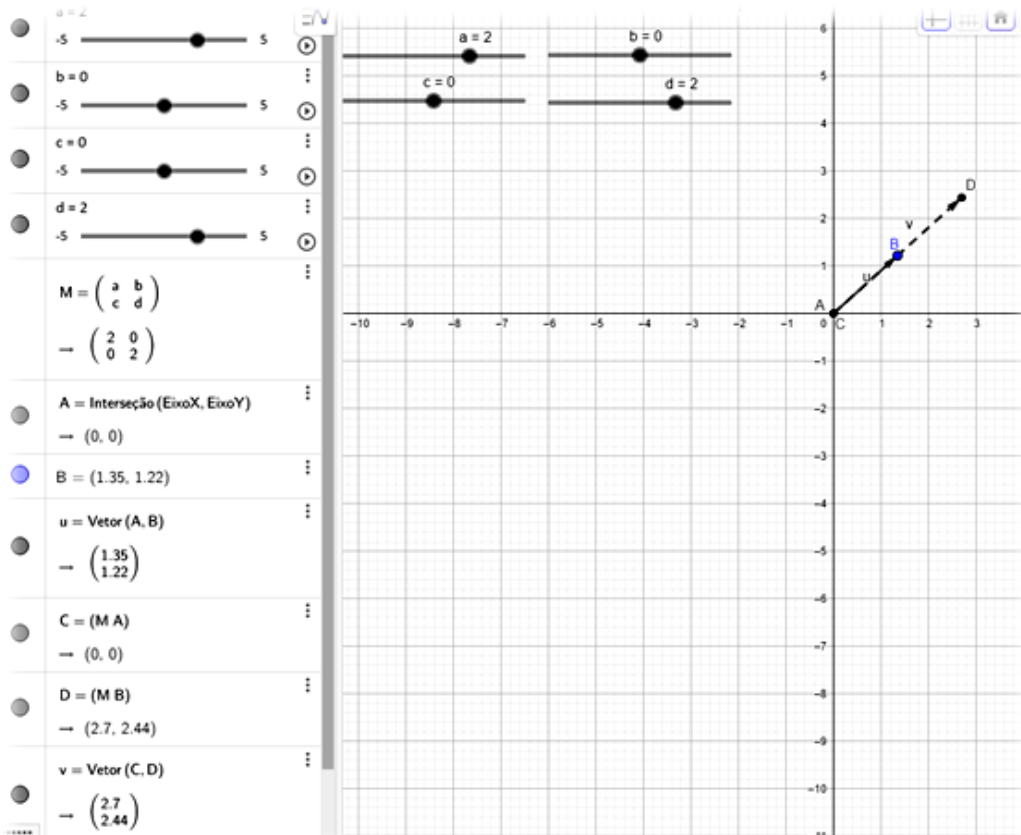 a = 2
-5 5
b = 0
-5 5
c = 0
-5 5
d = 2
-5 5
M = ( a b
c d )
→ ( 2 0
0 2 )
A = Interseção (EixoX, EixoY)
→ (0, 0)
B = (1.35, 1.22)
u = Vetor (A, B)
→ ( 1.35
1.22 )
C = (M A)
→ (0, 0)
D = (M B)
→ (2.7, 2.44)
v = Vetor (C, D)
→ ( 2.7
2.44 )
a = 2 b = 0
c = 0 d = 2
6
5
4
3
2
1
D
v
B
u
A
C
-10 -9 -8 -7 -6 -5 -4 -3 -2 -1 0 1 2 3
-1
-2
-3
-4
-5
-6
-7
-8
-9
-10